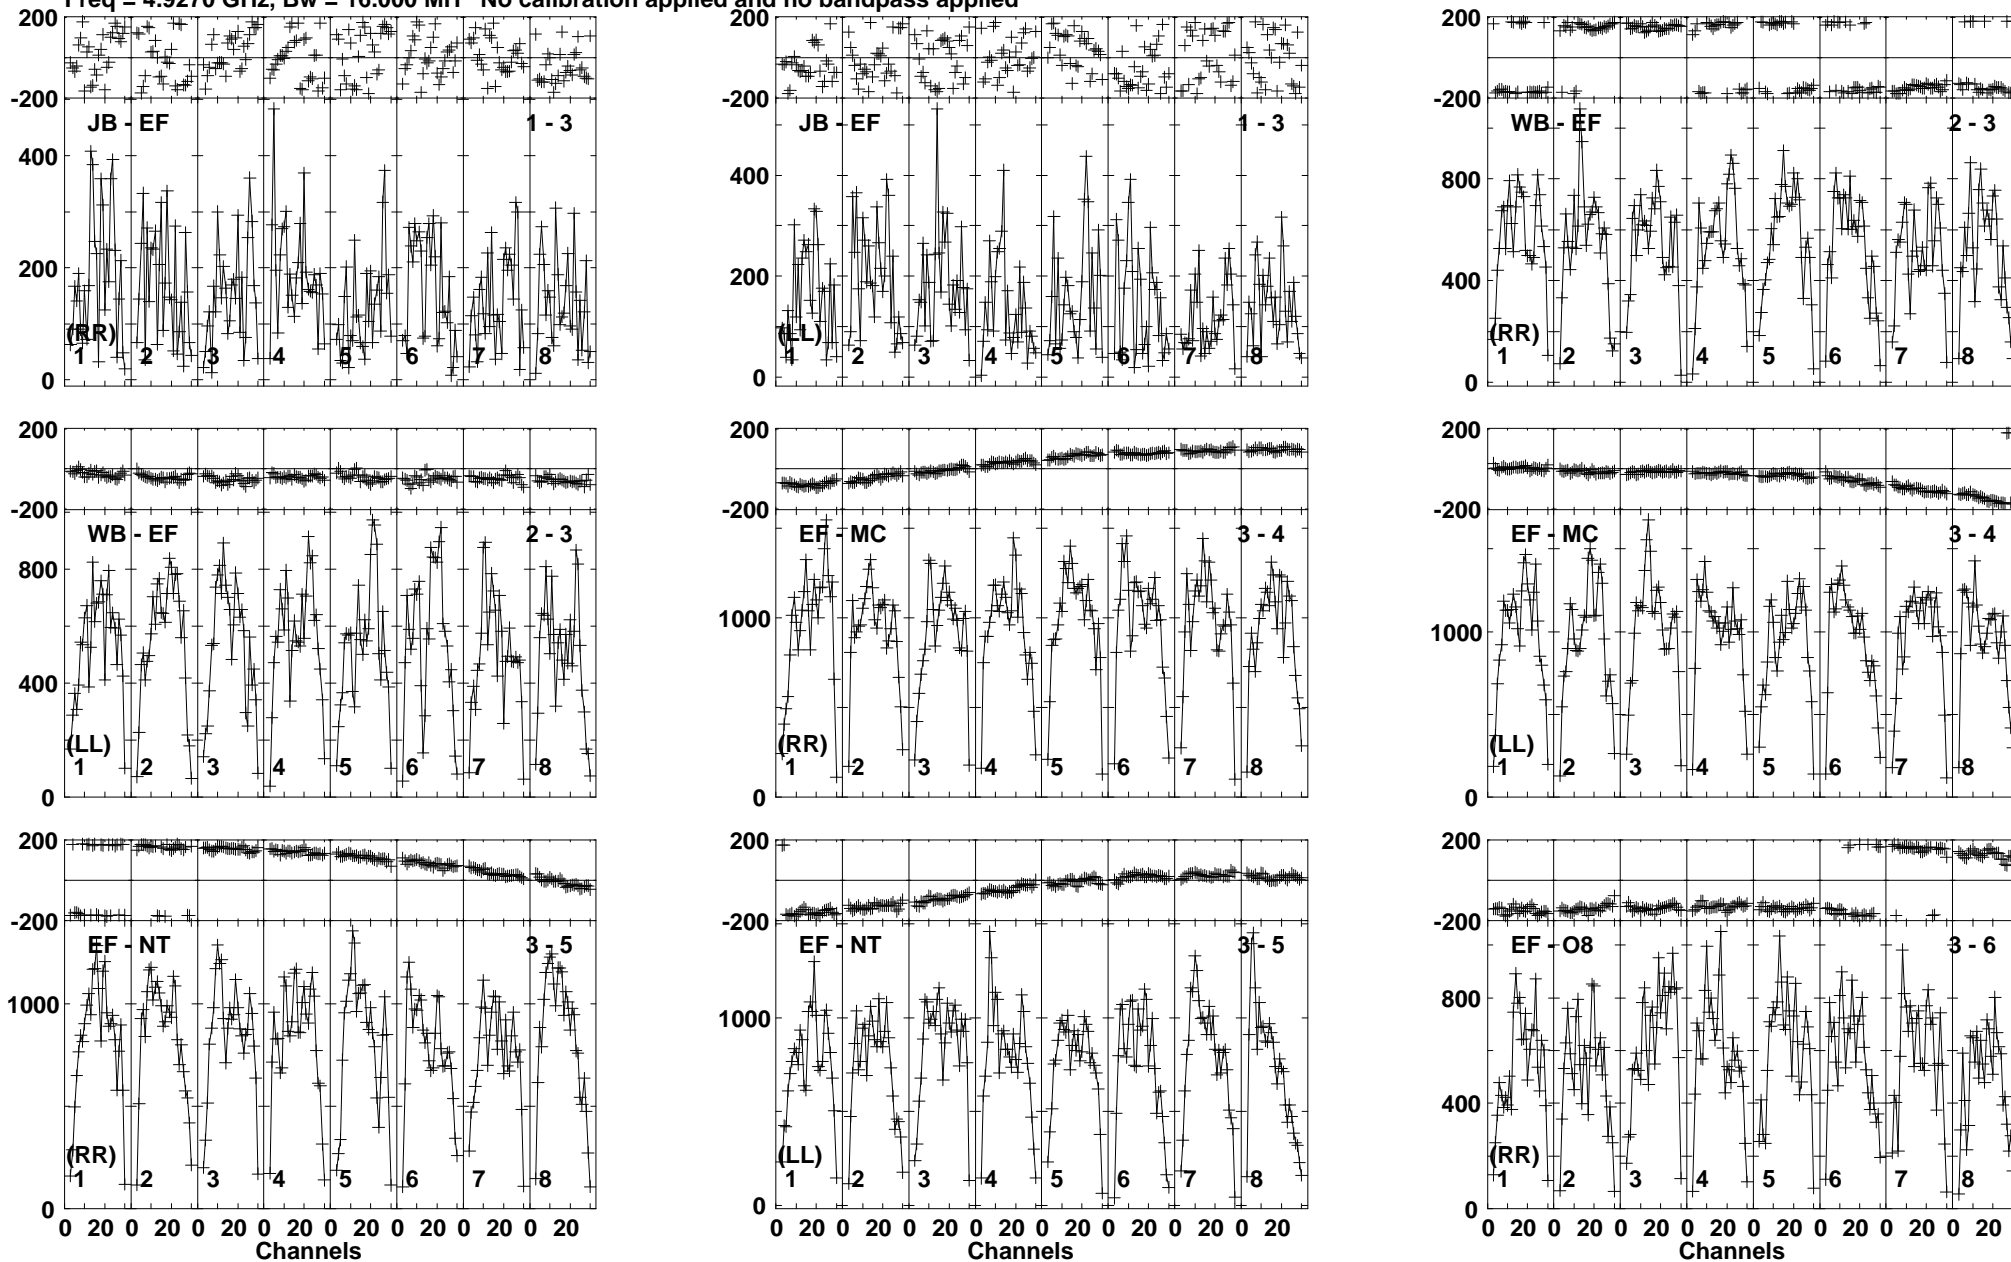 Freq = 4.9270 GHz, Bw = 16.000 MH No calibration applied and no bandpass applied
200 200 200
-200 -200 -200
JB - EF 1 - 3 JB - EF 1 - 3 WB - EF 2 - 3
400 400 800
200 200 400
(RR) (LL) (RR)
1 2 3 4 5 6 7 8 1 2 3 4 5 6 7 8 1 2 3 4 5 6 7 8
0 0 0
200 200 200
-200 -200 -200
WB - EF 2 - 3 EF - MC 3 - 4 EF - MC 3 - 4
800 1000 1000
400
(LL) (RR) (LL)
1 2 3 4 5 6 7 8 1 2 3 4 5 6 7 8 1 2 3 4 5 6 7 8
0 0 0
200 200 200
-200 -200 -200
EF - NT 3 - 5 EF - NT 3 - 5 EF - O8 3 - 6
1000 1000 800
400
(RR) (LL) (RR)
1 2 3 4 5 6 7 8 1 2 3 4 5 6 7 8 1 2 3 4 5 6 7 8
0 0 0
0 20 0 20 0 20 0 20 0 20 0 20 0 20 0 20 0 20 0 20 0 20 0 20 0 20 0 20 0 20 0 20 0 20 0 20 0 20 0 20 0 20 0 20 0 20 0 20
Channels Channels Channels